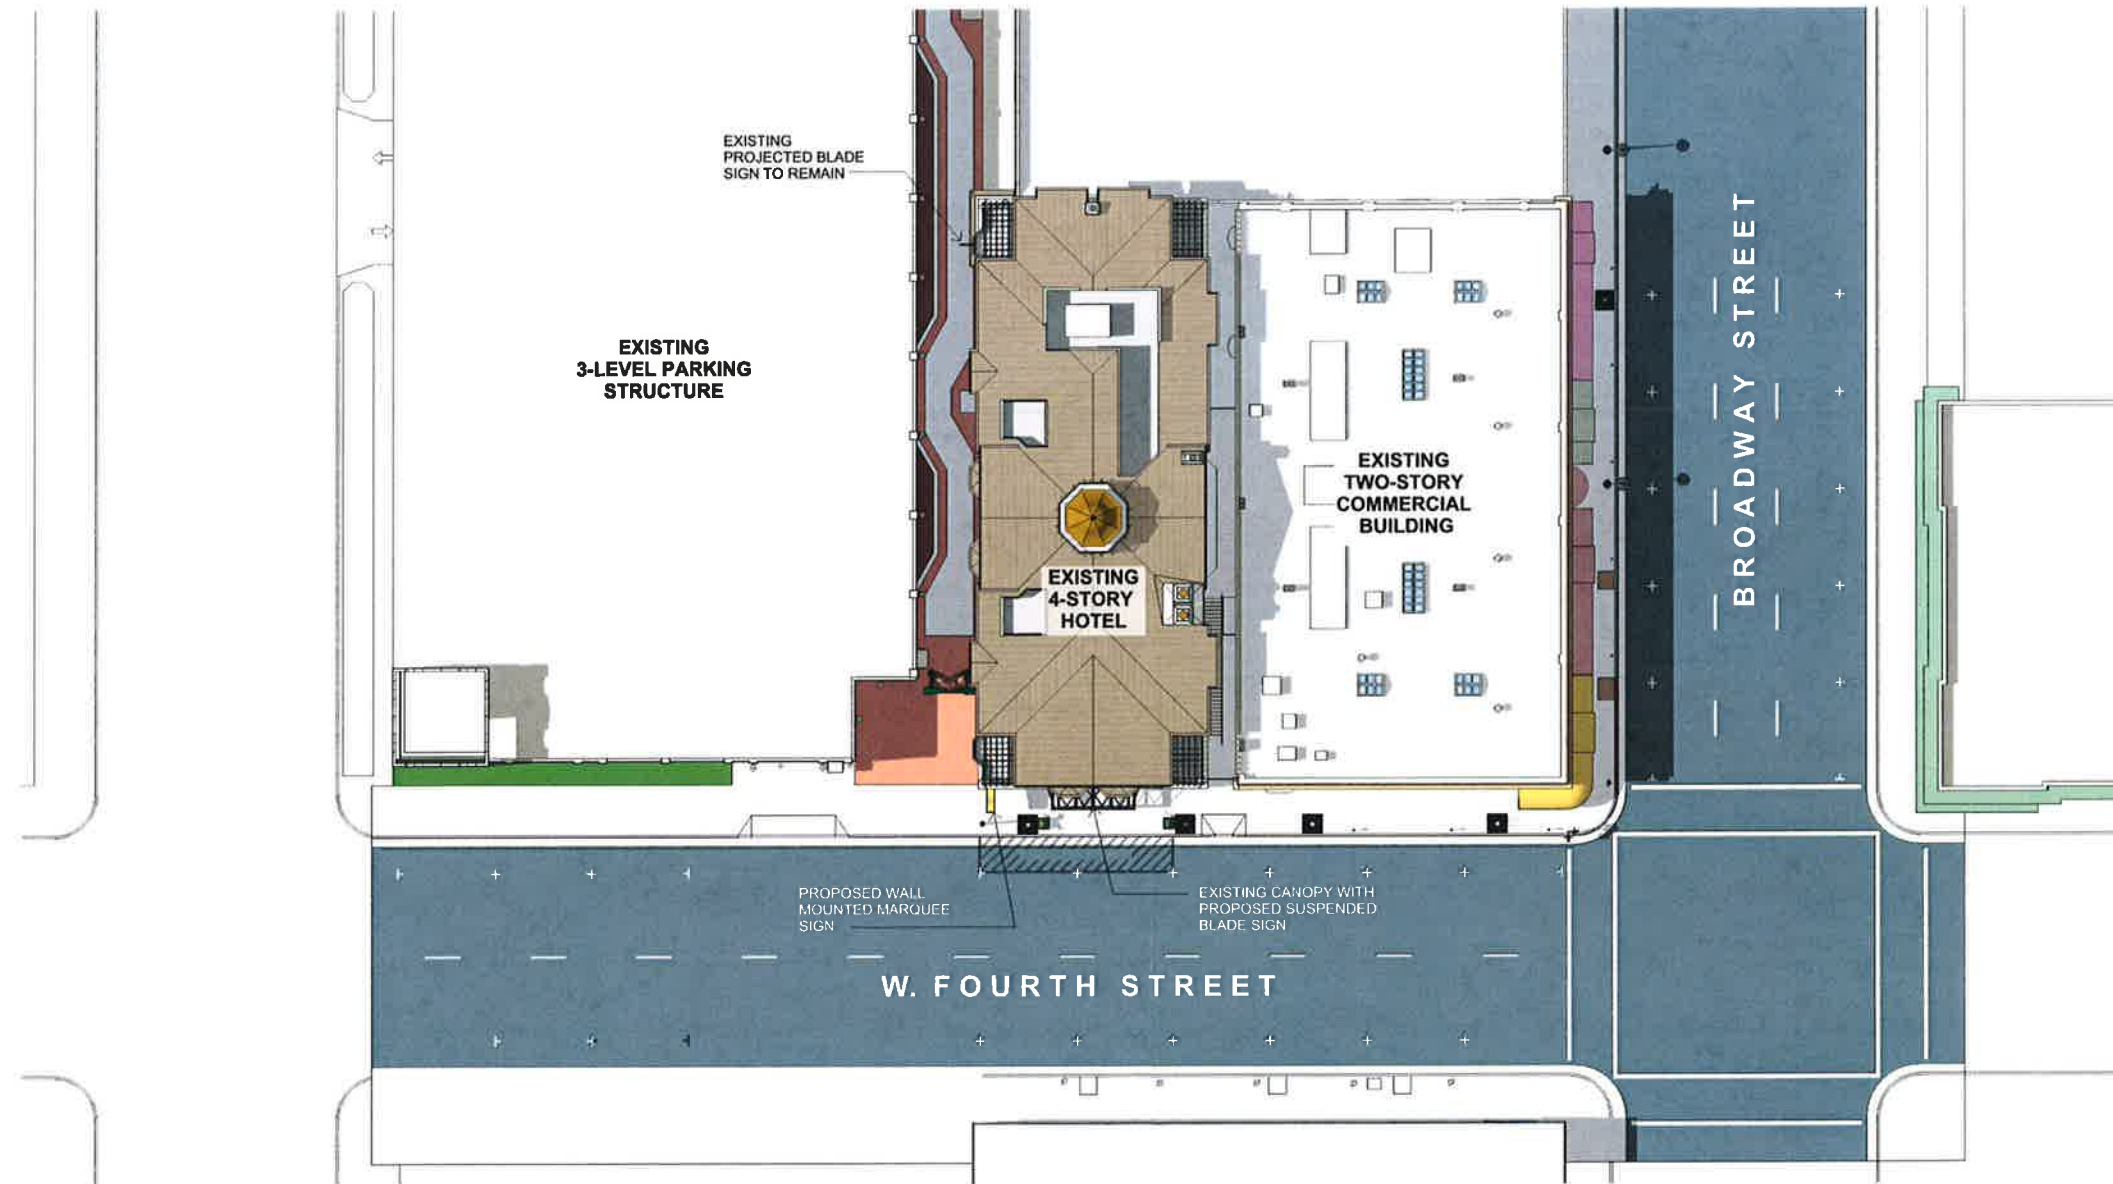 EXISTING
PROJECTED BLADE
SIGN TO REMAIN
EXISTING
3-LEVEL PARKING
STRUCTURE
EXISTING
TWO-STORY
COMMERCIAL
BUILDING
EXISTING
4-STORY
HOTEL
BROADWAY STREET
PROPOSED WALL
MOUNTED MARQUEE
SIGN
EXISTING CANOPY WITH
PROPOSED SUSPENDED
BLADE SIGN
W. FOURTH STREET